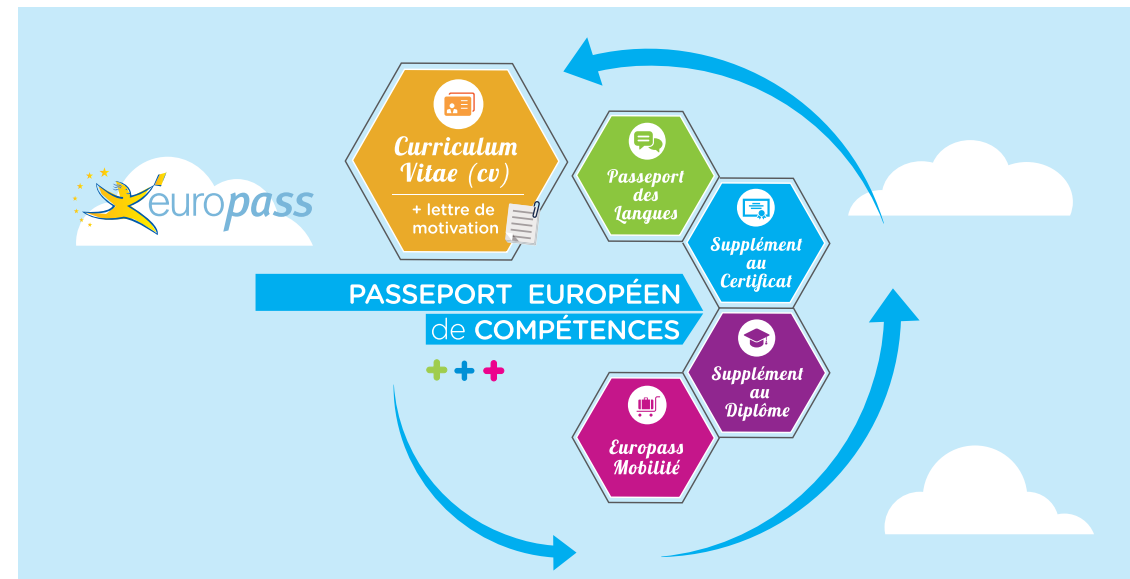 europass
Curriculum
Vitae (cv)
+ lettre de
motivation
Passeport
des
Langues
Supplément
au
Certificat
PASSEPORT EUROPÉEN
de COMPÉTENCES
Supplément
au
Diplôme
Europass
Mobilité